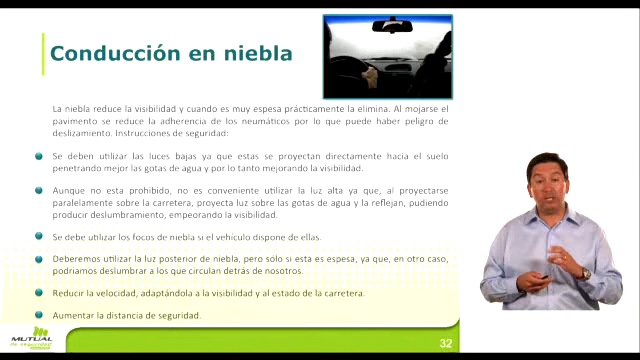 Conducción en niebla
La niebla reduce la visibilidad y cuando es muy espesa prácticamente la elimina. Al mojarse el
pavimento se reduce la adherencia de los neumáticos por lo que puede haber peligro de
deslizamiento. Instrucciones de seguridad:
Se deben utilizar las luces bajas ya que estas se proyectan directamente hacia el suelo
penetrando mejor las gotas de agua y por lo tanto mejorando la visibilidad.
Aunque no esta prohibido, no es conveniente utilizar la luz alta ya que, al proyectarse
paralelamente sobre la carretera, proyecta luz sobre las gotas de agua y la reflejan, pudiendo
producir deslumbramiento, empeorando la visibilidad.
Se debe utilizar los focos de niebla si el vehículo dispone de ellas.
Deberemos utilizar la luz posterior de niebla, pero solo si esta es espesa, ya que, en otro caso,
podríamos deslumbrar a los que circulan detrás de nosotros.
Reducir la velocidad, adaptándola a la visibilidad y al estado de la carretera.
Aumentar la distancia de seguridad.
MUTUAL
de seguridad
32